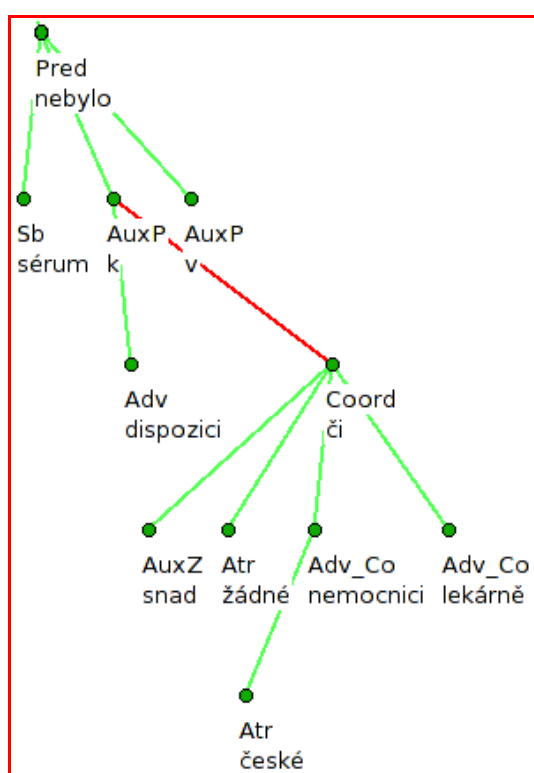 Pred
nebylo
Sb AuxP AuxP
sérum k v
Adv Coord
dispozici či
AuxZ Atr Adv_Co Adv_Co
snad žádné nemocnici lekárně
Atr
české